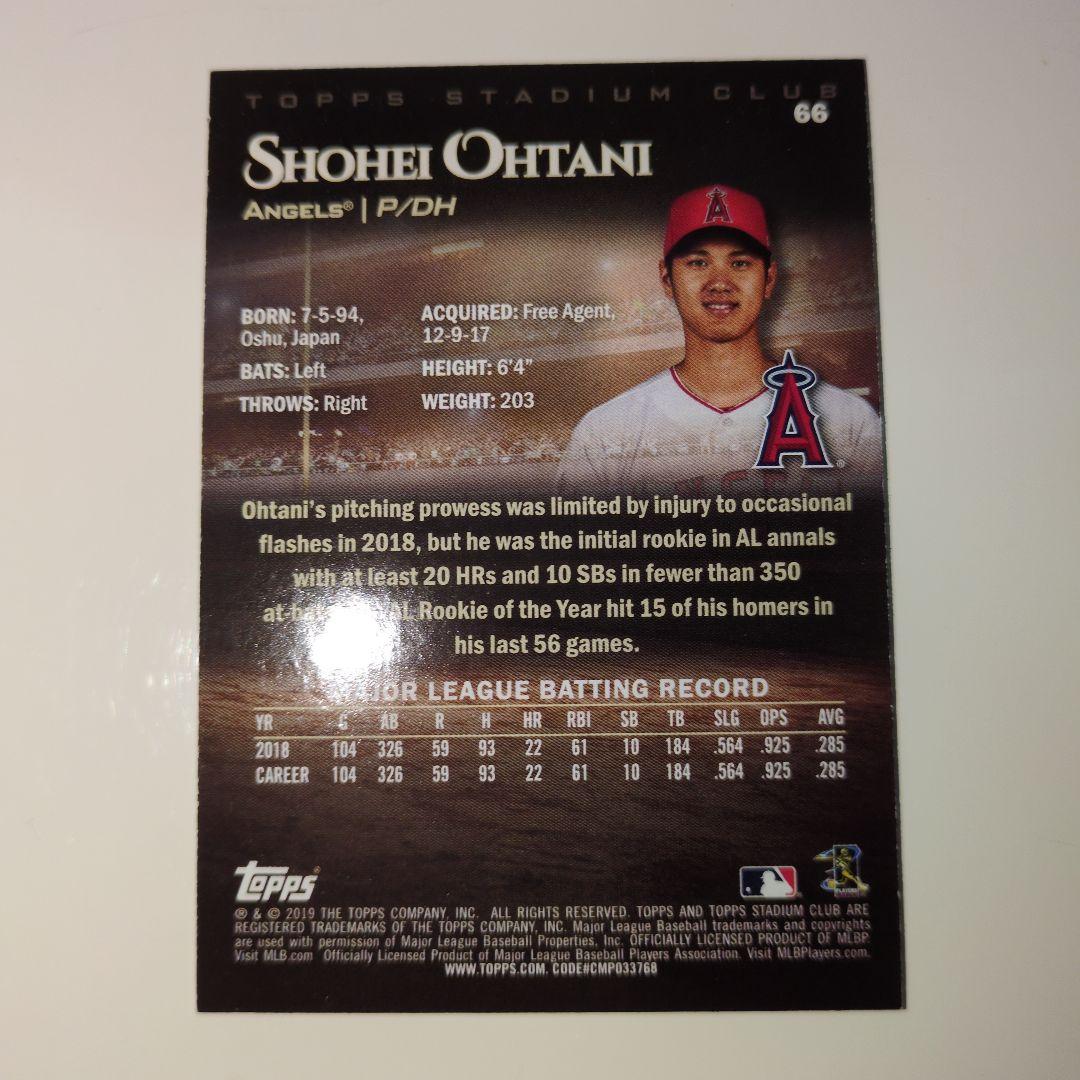 TOPPS STADIUM CLUB
66
SHOHEI OHTANI
ANGELS® | P/DH
BORN: 7-5-94,
Oshu, Japan
BATS: Left
THROWS: Right
ACQUIRED: Free Agent,
12-9-17
HEIGHT: 6'4"
WEIGHT: 203
A
A®
Ohtani's pitching prowess was limited by injury to occasional
flashes in 2018, but he was the initial rookie in AL annals
with at least 20 HRs and 10 SBs in fewer than 350
AL Rookie of the Year hit 15 of his homers in
his last 56 games.
MAJOR LEAGUE BATTING RECORD
YR G AB R H HR RBI SB TB SLG OPS AVG
2018 104 326 59 93 22 61 10 184 .564 .925 .285
CAREER 104 326 59 93 22 61 10 184 .564 .925 .285
topps®
PLAYERS
® & © 2019 THE TOPPS COMPANY, INC. ALL RIGHTS RESERVED. TOPPS AND TOPPS STADIUM CLUB ARE
REGISTERED TRADEMARKS OF THE TOPPS COMPANY, INC. Major League Baseball trademarks and copyrights
are used with permission of Major League Baseball Properties, Inc. OFFICIALLY LICENSED PRODUCT OF MLBP.
Visit MLB.com Officially Licensed Product of Major League Baseball Players Association. Visit MLBPlayers.com.
WWW.TOPPS.COM. CODE#CMP033768